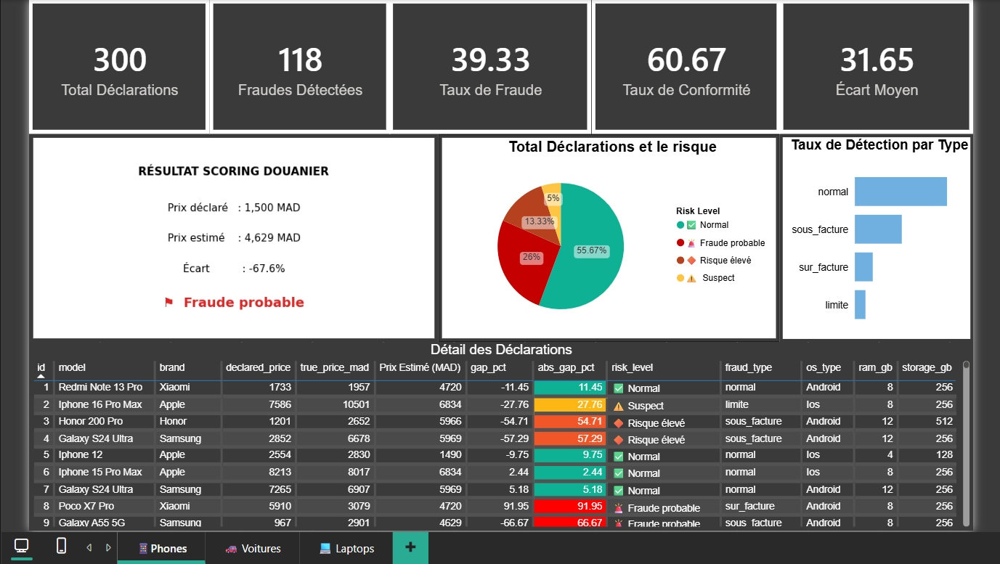 300
Total Déclarations
118
Fraudes Détectées
39.33
Taux de Fraude
60.67
Taux de Conformité
31.65
Écart Moyen
RÉSULTAT SCORING DOUANIER
Prix déclaré : 1,500 MAD
Prix estimé : 4,629 MAD
Écart : -67.6%
Fraude probable
Total Déclarations et le risque
5%
13.33%
26%
55.67%
Risk Level
Normal
Fraude probable
Risque élevé
Suspect
Taux de Détection par Type
normal
sous_facture
sur_facture
limite
Détail des Déclarations
id model brand declared_price true_price_mad Prix Estimé (MAD) gap_pct abs_gap_pct risk_level fraud_type os_type ram_gb storage_gb
1 Redmi Note 13 Pro Xiaomi 1733 1957 4720 -11.45 11.45 Normal normal Android 8 256
2 Iphone 16 Pro Max Apple 7586 10501 6834 -27.76 27.76 Suspect limite Ios 8 256
3 Honor 200 Pro Honor 1201 2652 5966 -54.71 54.71 Risque élevé sous_facture Android 12 512
4 Galaxy S24 Ultra Samsung 2852 6678 5969 -57.29 57.29 Risque élevé sous_facture Android 12 256
5 Iphone 12 Apple 2554 2830 1490 -9.75 9.75 Normal normal Ios 4 128
6 Iphone 15 Pro Max Apple 8213 8017 6834 2.44 2.44 Normal normal Ios 8 256
7 Galaxy S24 Ultra Samsung 7265 6907 5969 5.18 5.18 Normal normal Android 12 256
8 Poco X7 Pro Xiaomi 5910 3079 4720 91.95 91.95 Fraude probable sur_facture Android 8 256
9 Galaxy A55 5G Samsung 967 2901 4629 -66.67 66.67 Fraude probable sous_facture Android 8 256
Phones
Voitures
Laptops
+